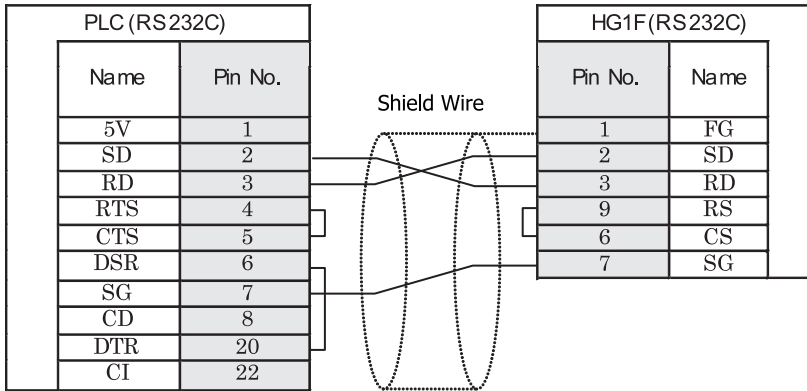 PLC (RS232C)
Name Pin No.
5V 1
SD 2
RD 3
RTS 4
CTS 5
DSR 6
SG 7
CD 8
DTR 20
CI 22
Shield Wire
HG1F(RS232C)
Pin No. Name
1 FG
2 SD
3 RD
9 RS
6 CS
7 SG